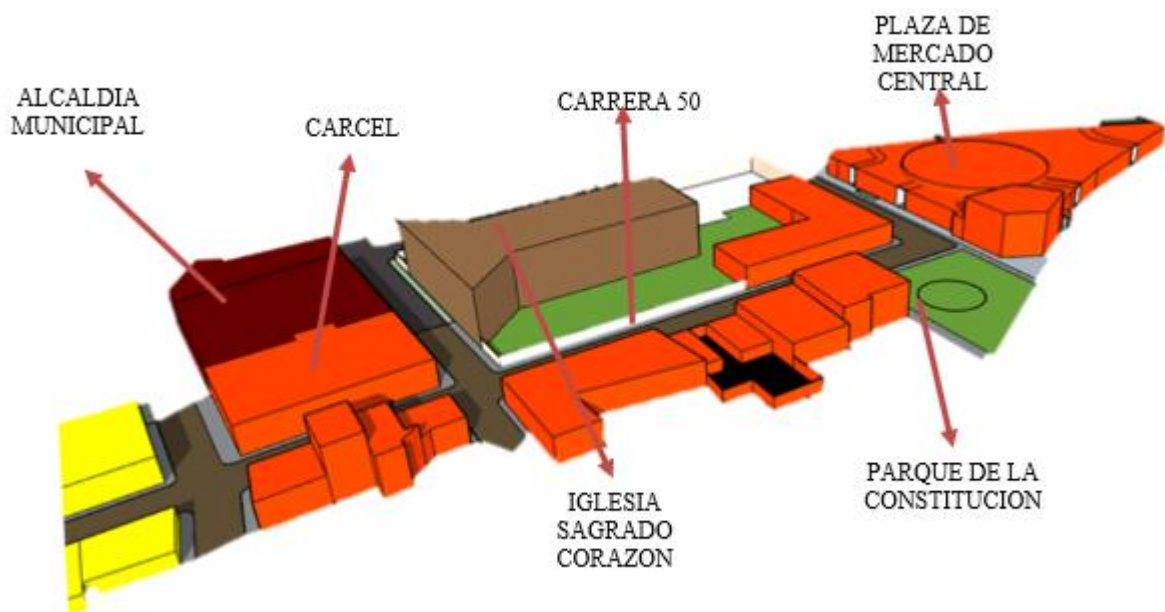 PLAZA DE
MERCADO
CENTRAL
ALCALDIA
MUNICIPAL
CARCEL
CARRERA 50
PARQUE DE LA
CONSTITUCION
IGLESIA
SAGRADO
CORAZON